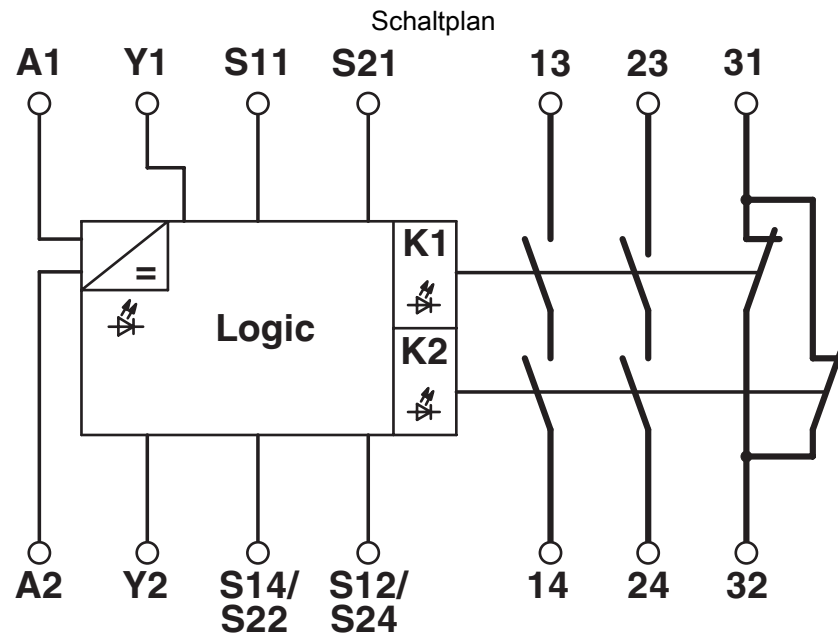 Schaltplan
A1 Y1 S11 S21 13 23 31
K1
=
Logic
K2
A2 Y2 S14/ S12/ 14 24 32
S22 S24